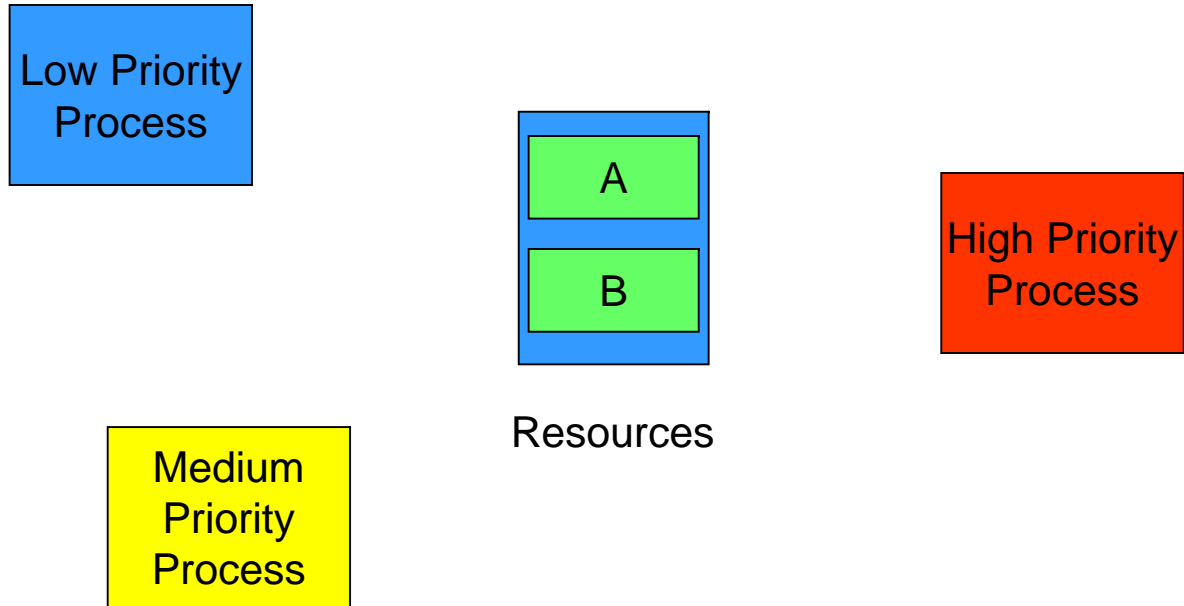 Low Priority
Process
A
B
High Priority
Process
Resources
Medium
Priority
Process